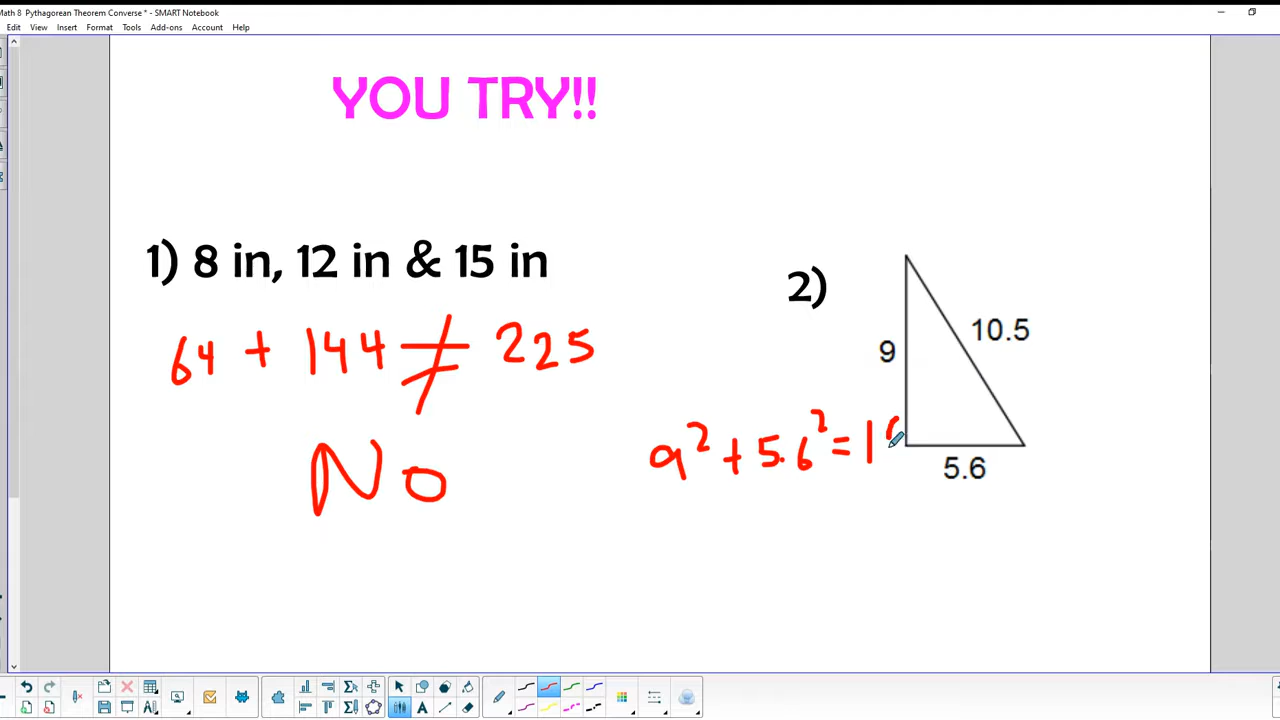 Math 8 Pythagorean Theorem Converse * - SMART Notebook
Edit View Insert Format Tools Add-ons Account Help
YOU TRY!!
1) 8 in, 12 in & 15 in
64 + 144 ≠ 225
No
2)
10.5
9
9² + 5.6² = 1
5.6